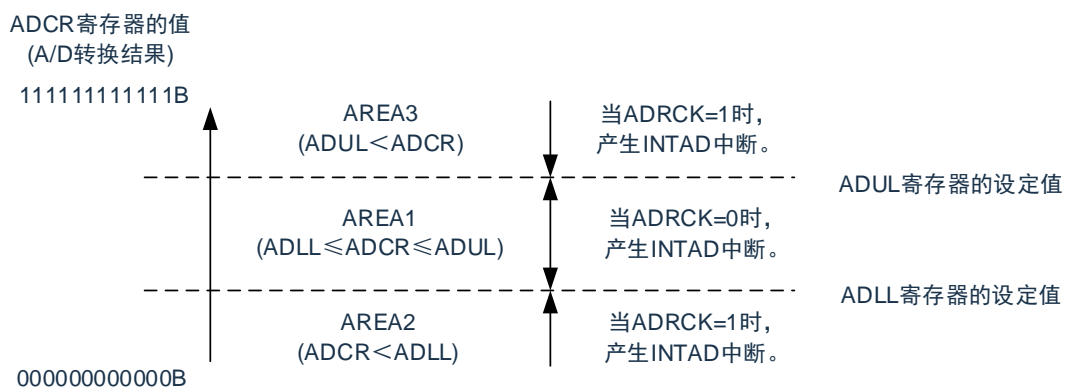 ADCR寄存器的值
(A/D转换结果)
111111111111B
AREA3
(ADUL＜ADCR)
当ADRCK=1时，
产生INTAD中断。
ADUL寄存器的设定值
AREA1
(ADLL≤ADCR≤ADUL)
当ADRCK=0时，
产生INTAD中断。
ADLL寄存器的设定值
AREA2
(ADCR＜ADLL)
当ADRCK=1时，
产生INTAD中断。
000000000000B